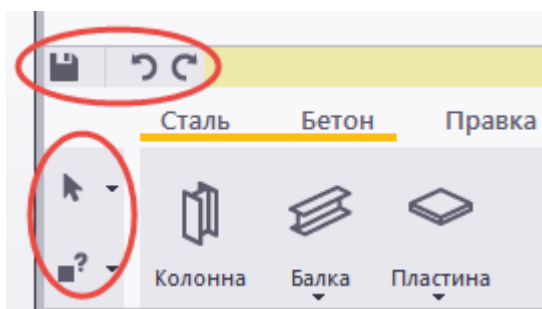 Сталь Бетон Правка
?
Колонна Балка Пластина